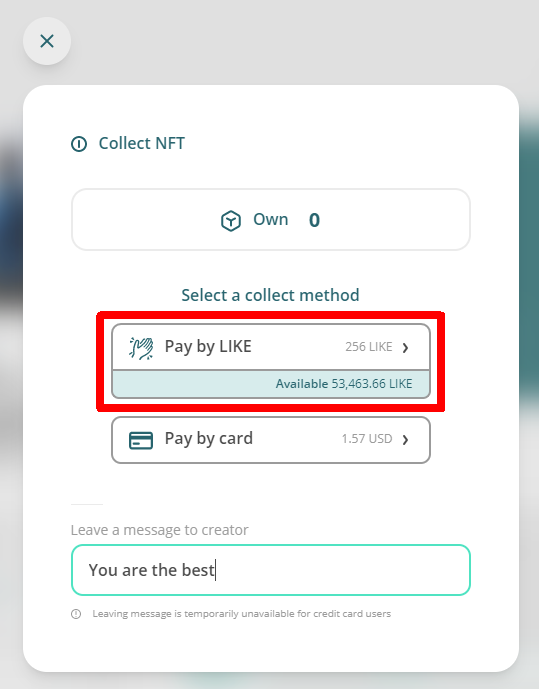 Collect NFT
Own 0
Select a collect method
Pay by LIKE 256 LIKE
Available 53,463.66 LIKE
Pay by card 1.57 USD
Leave a message to creator
You are the best
Leaving message is temporarily unavailable for credit card users